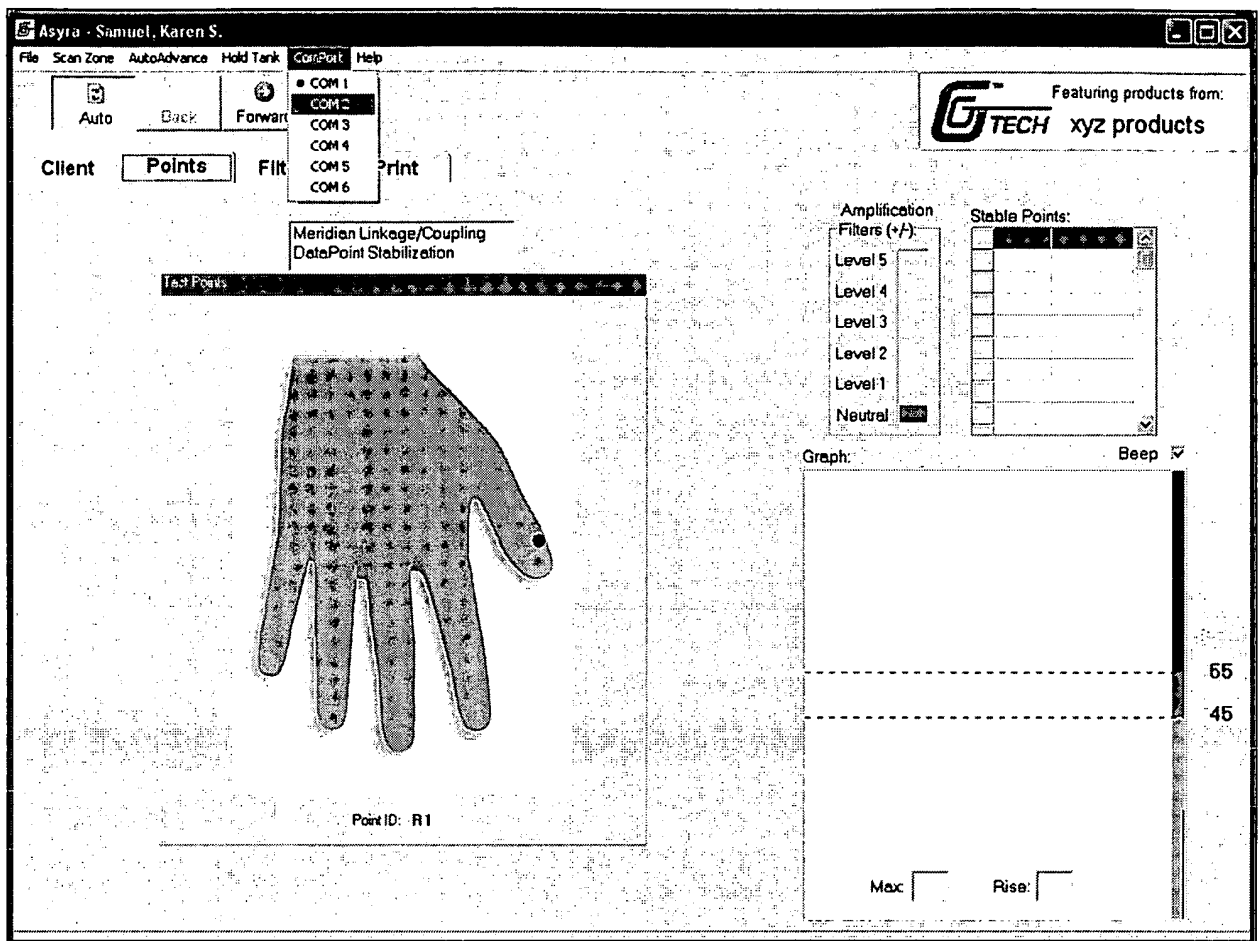 Asyra - Samuel, Karen S.
File Scan Zone AutoAdvance Hold Tank ComPort Help
COM 1
COM 2
COM 3
COM 4
COM 5
COM 6
Auto Back Forward
GTECH
Featuring products from:
xyz products
Client Points Filt Print
Meridian Linkage/Coupling
DataPoint Stabilization
Test Points
Point ID: R1
Amplification
Filters (+/-):
Level 5
Level 4
Level 3
Level 2
Level 1
Neutral
Stable Points:
Graph:
Beep
55
45
Max:
Rise: